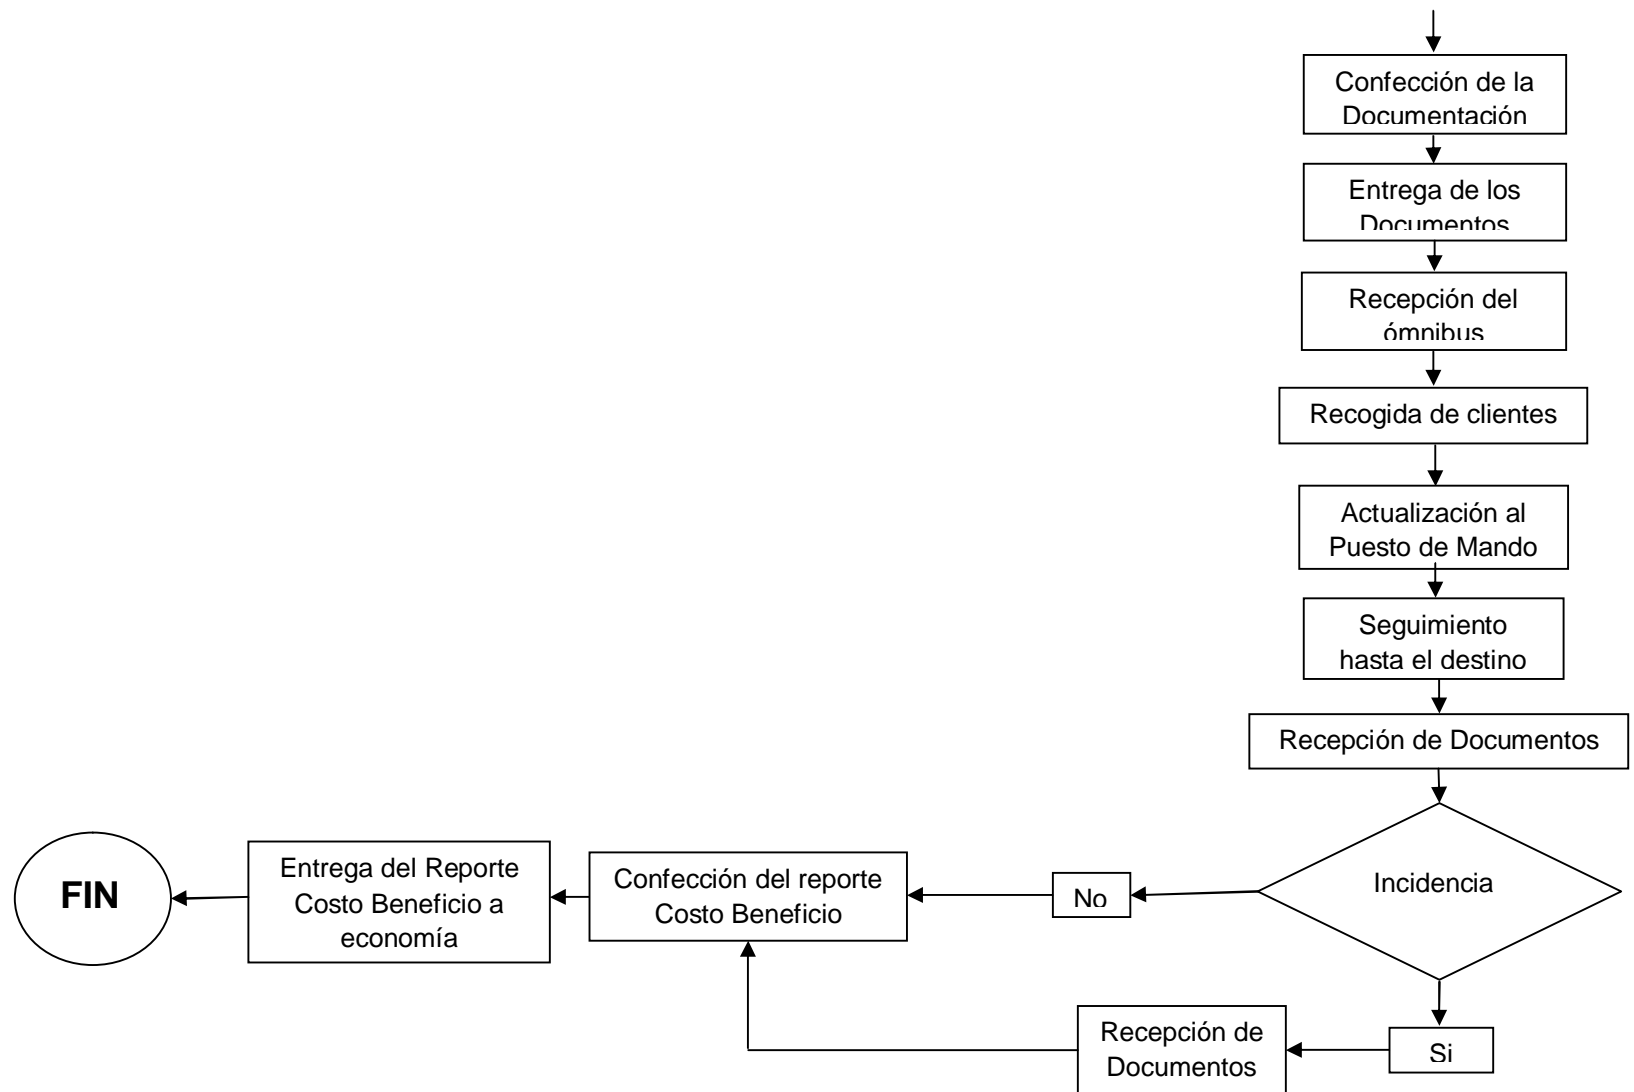 Confección de la
Documentación
Entrega de los
Documentos
Recepción del
ómnibus
Recogida de clientes
Actualización al
Puesto de Mando
Seguimiento
hasta el destino
Recepción de Documentos
Incidencia
No
Confección del reporte
Costo Beneficio
Entrega del Reporte
Costo Beneficio a
economía
FIN
Si
Recepción de
Documentos